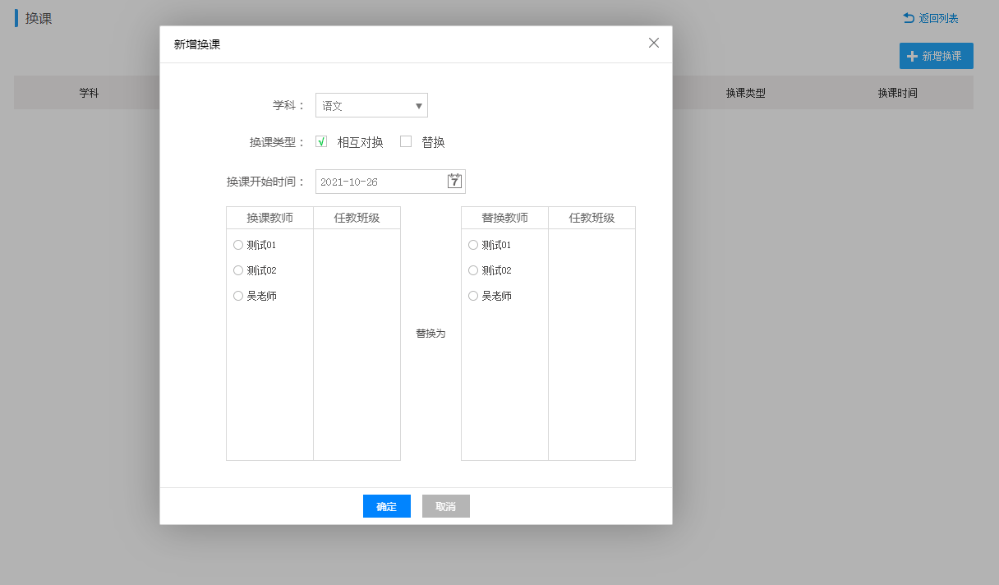 换课
返回列表
新增换课
新增换课
学科
换课类型
换课时间
学科：
语文
换课类型：
√ 相互对换
替换
换课开始时间：
2021-10-26
7
换课教师
任教班级
替换教师
任教班级
测试01
测试02
吴老师
替换为
测试01
测试02
吴老师
确定
取消